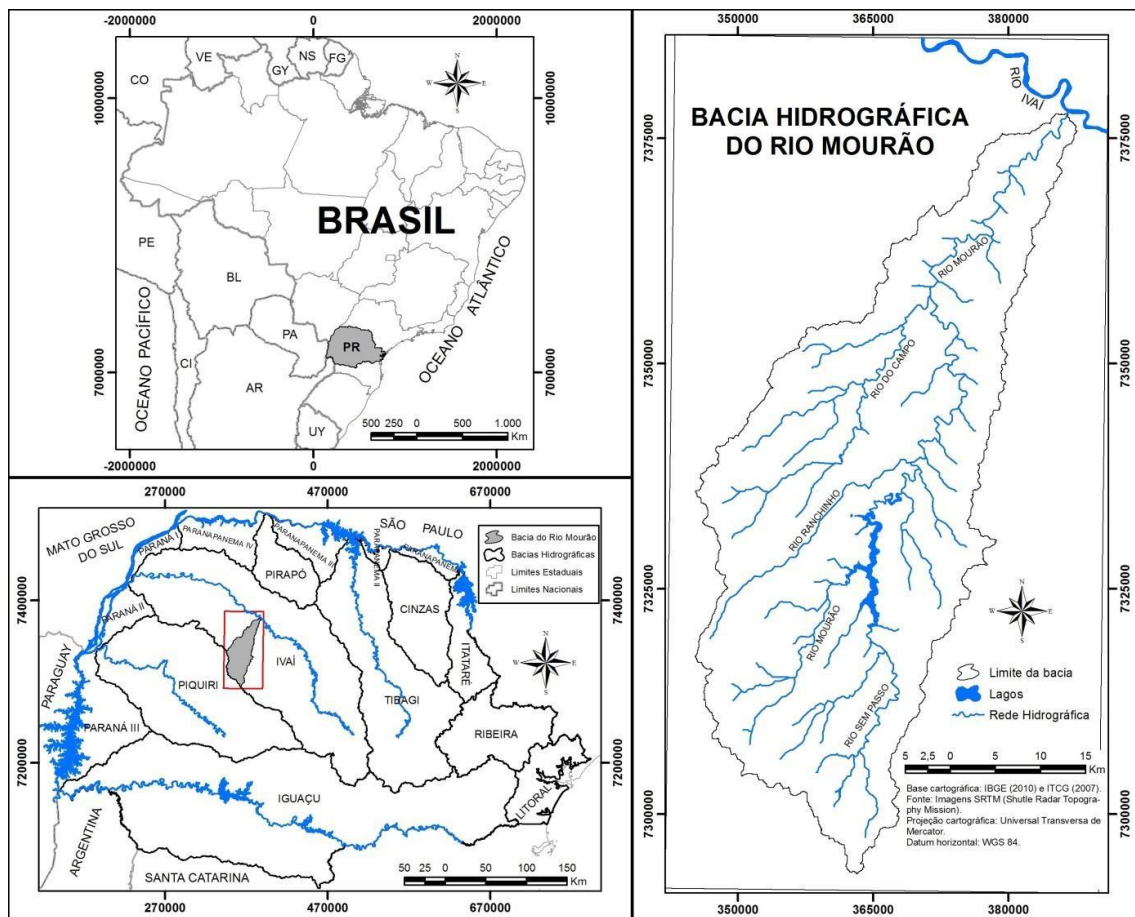 -2000000
0
2000000
CO
VE
GY
NS
FG
N
W
E
S
10000000
10000000
BRASIL
PE
BL
PA
PR
CI
AR
UY
OCEANO PACÍFICO
OCEANO ATLÂNTICO
7000000
7000000
500 250 0 500 1.000
Km
-2000000
0
2000000
270000
470000
670000
MATO GROSSO
DO SUL
SÃO PAULO
PARANÁ I
PARANAPANEMA IV
PARANAPANEMA III
PARANAPANEMA II
PIRAPÓ
CINZAS
ITATARÉ
PARANÁ II
IVAÍ
PIQUIRI
TIBAGI
PARANÁ III
RIBEIRA
IGUAÇU
LITORAL
PARAGUAY
ARGENTINA
SANTA CATARINA
Bacia do Rio Mourão
Bacias Hidrográficas
Limites Estaduais
Limites Nacionais
N
W
E
S
7400000
7400000
7200000
7200000
50 25 0 50 100 150
Km
270000
470000
670000
350000
365000
380000
BACIA HIDROGRÁFICA
DO RIO MOURÃO
RIO
IVAÍ
7375000
7375000
RIO MOURÃO
7350000
7350000
RIO DO CAMPO
RIO RANCHINHO
7325000
7325000
RIO MOURÃO
RIO SEM PASSO
N
W
E
S
Limite da bacia
Lagos
Rede Hidrográfica
5 2,5 0 5 10 15
Km
Base cartográfica: IBGE (2010) e ITCG (2007).
Fonte: Imagens SRTM (Shutle Radar Topogra-
phy Mission).
Projeção cartográfica: Universal Transversa de
Mercator.
Datum horizontal: WGS 84.
7300000
7300000
350000
365000
380000